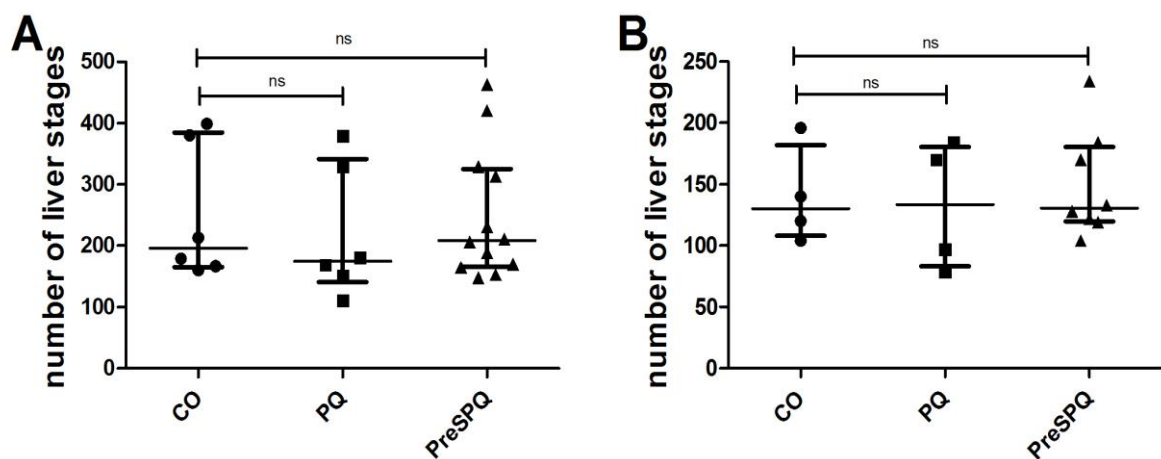 A
number of liver stages
500
400
300
200
100
0
ns
ns
CO
PQ
PreSPQ
B
number of liver stages
250
200
150
100
50
0
ns
ns
CO
PQ
PreSPQ